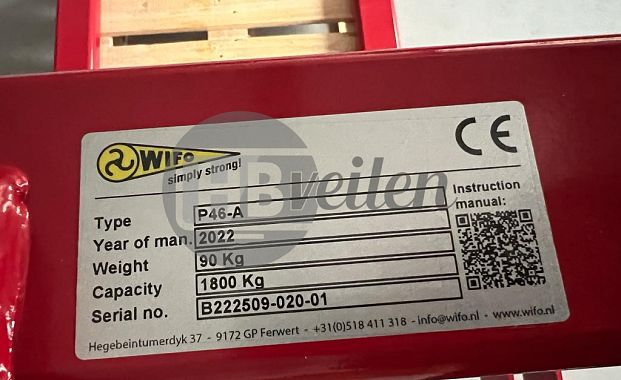 WIFO
simply strong!
CE
HBveilen
Instruction
manual:
Type P46-A
Year of man. 2022
Weight 90 Kg
Capacity 1800 Kg
Serial no. B222509-020-01
Hegebeintumerdyk 37 - 9172 GP Ferwert - +31(0)518 411 318 - info@wifo.nl - www.wifo.nl